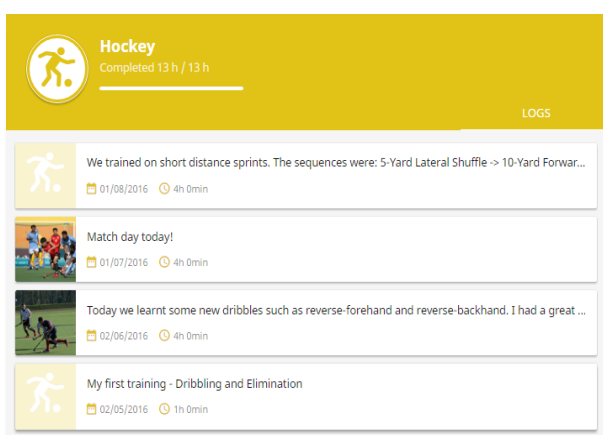 Hockey
Completed 13 h / 13 h
LOGS
We trained on short distance sprints. The sequences were: 5-Yard Lateral Shuffle -> 10-Yard Forwar...
01/08/2016 4h 0min
Match day today!
01/07/2016 4h 0min
Today we learnt some new dribbles such as reverse-forehand and reverse-backhand. I had a great ...
02/06/2016 4h 0min
My first training - Dribbling and Elimination
02/05/2016 1h 0min